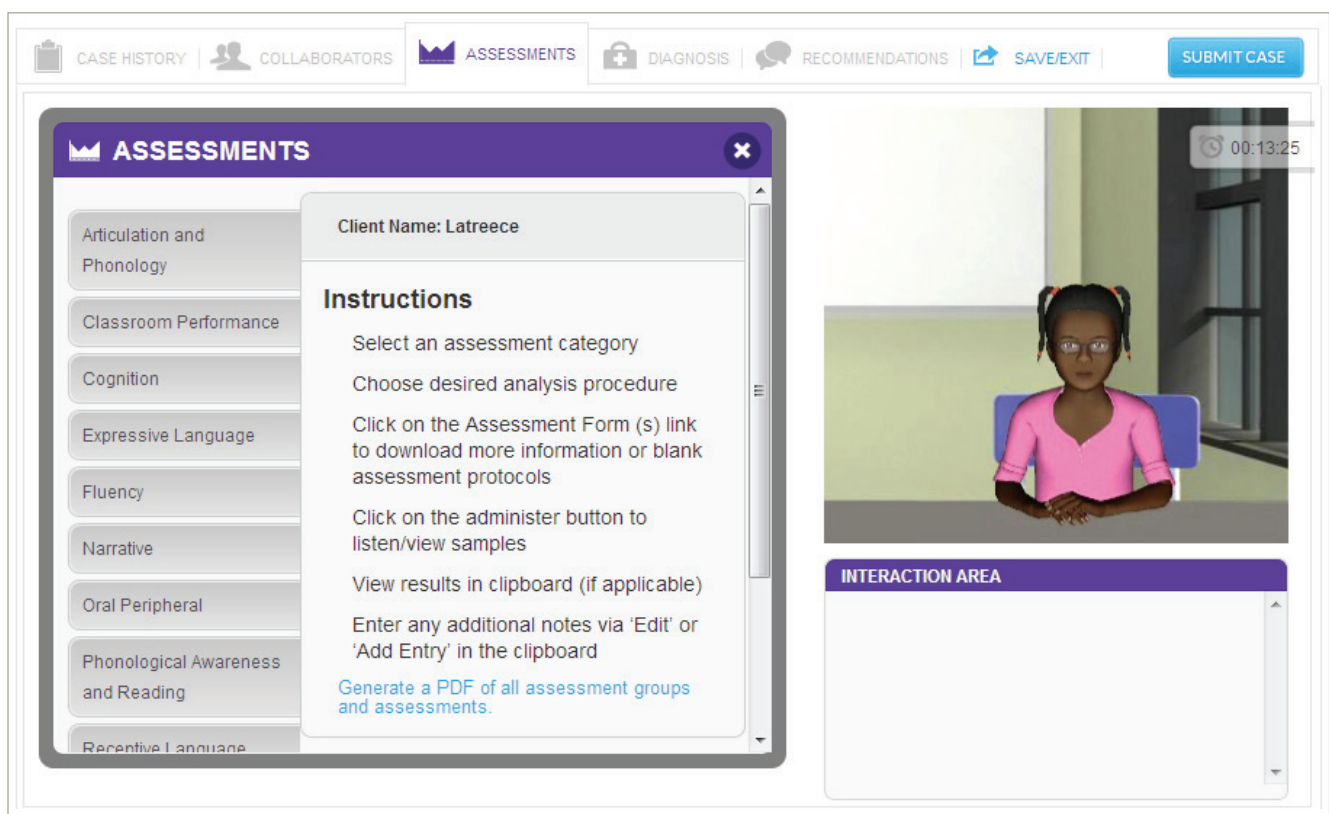 CASE HISTORY
COLLABORATORS
ASSESSMENTS
DIAGNOSIS
RECOMMENDATIONS
SAVE/EXIT
SUBMIT CASE
ASSESSMENTS
Articulation and
Phonology
Classroom Performance
Cognition
Expressive Language
Fluency
Narrative
Oral Peripheral
Phonological Awareness
and Reading
Receptive Language
Client Name: Latreece
Instructions
Select an assessment category
Choose desired analysis procedure
Click on the Assessment Form (s) link
to download more information or blank
assessment protocols
Click on the administer button to
listen/view samples
View results in clipboard (if applicable)
Enter any additional notes via ‘Edit’ or
‘Add Entry’ in the clipboard
Generate a PDF of all assessment groups
and assessments.
00:13:25
INTERACTION AREA